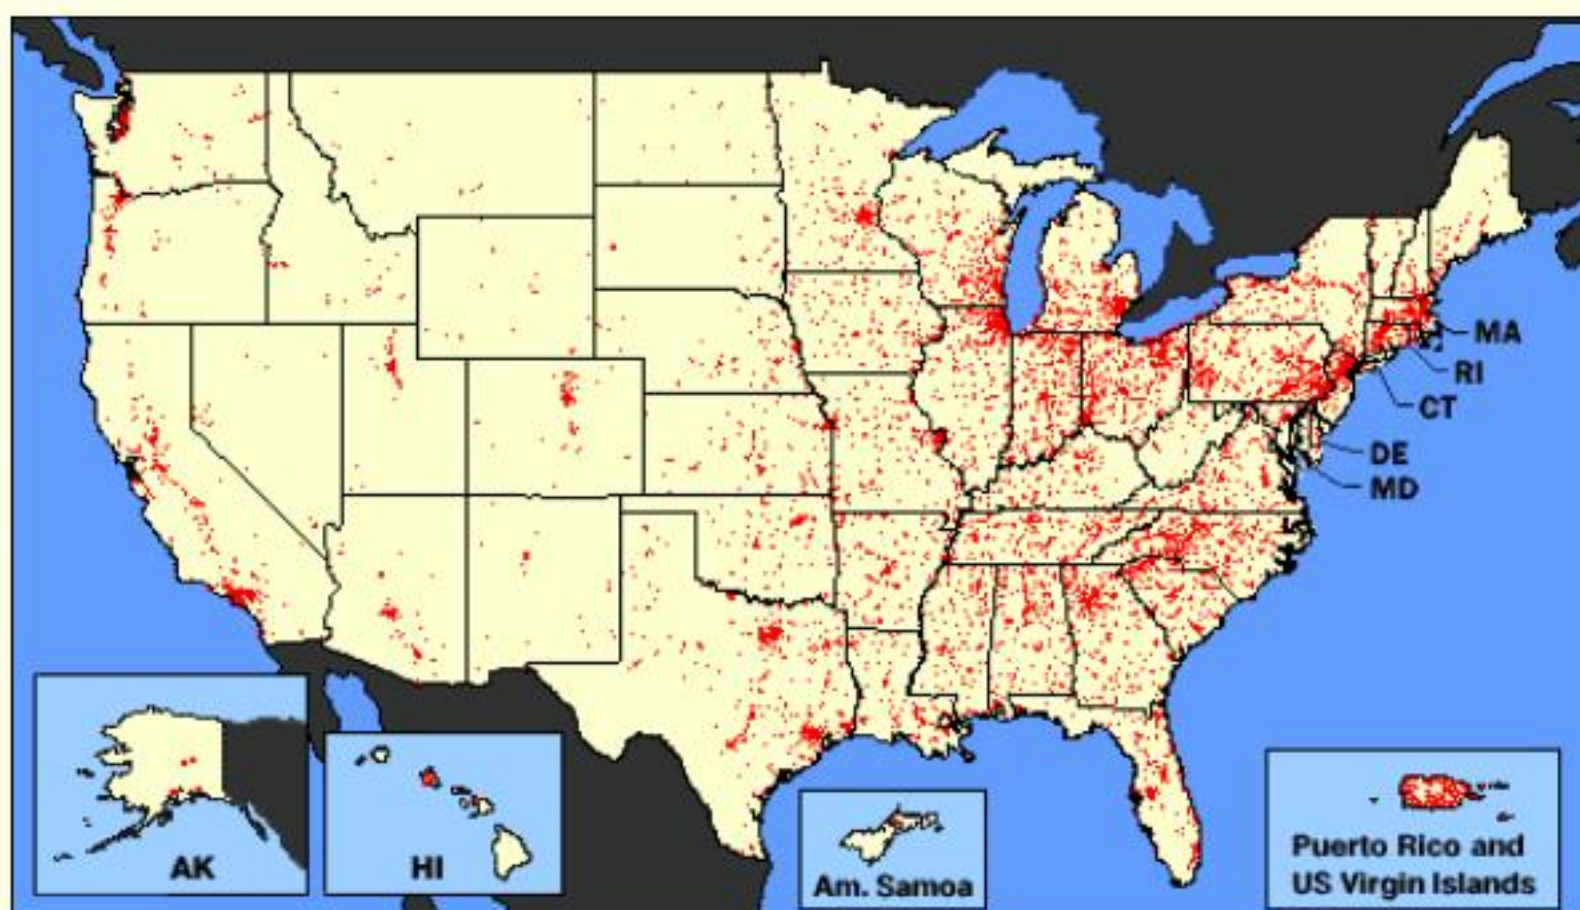 MA
RI
CT
DE
MD
AK
HI
Am. Samoa
Puerto Rico and
US Virgin Islands